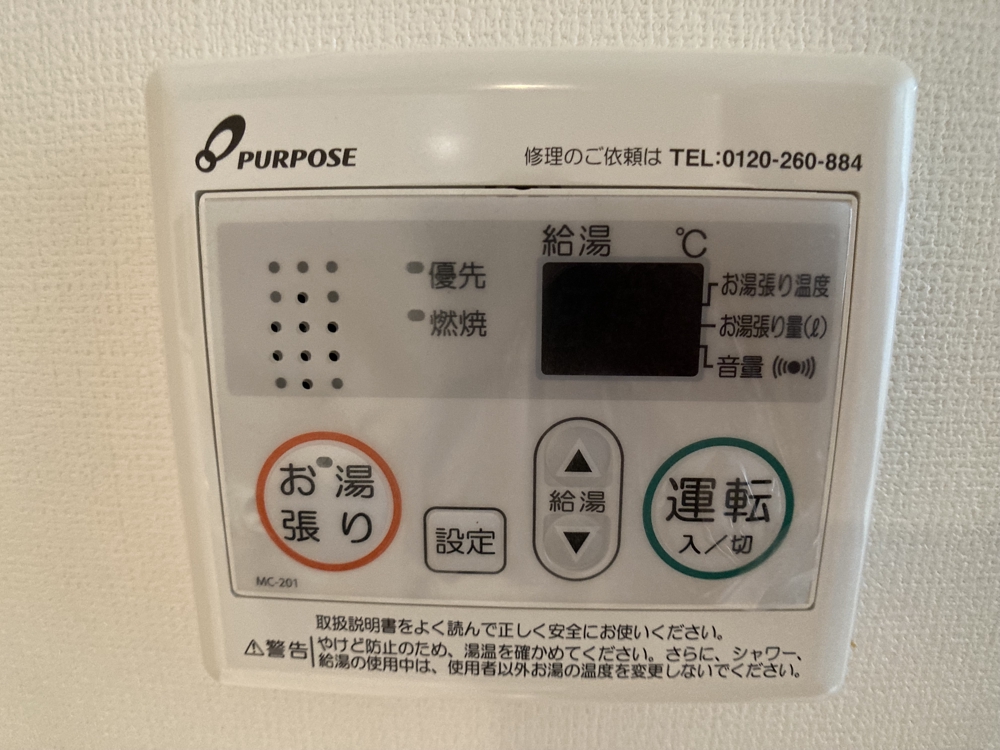 PURPOSE
修理のご依頼は TEL:0120-260-884
給湯 ℃
優先
燃焼
お湯張り温度
お湯張り量(ℓ)
音量
お湯
張り
設定
▲
給湯
▼
運転
入/切
MC-201
取扱説明書をよく読んで正しく安全にお使いください。
⚠警告
やけど防止のため、湯温を確かめてください。さらに、シャワー、
給湯の使用中は、使用者以外お湯の温度を変更しないでください。